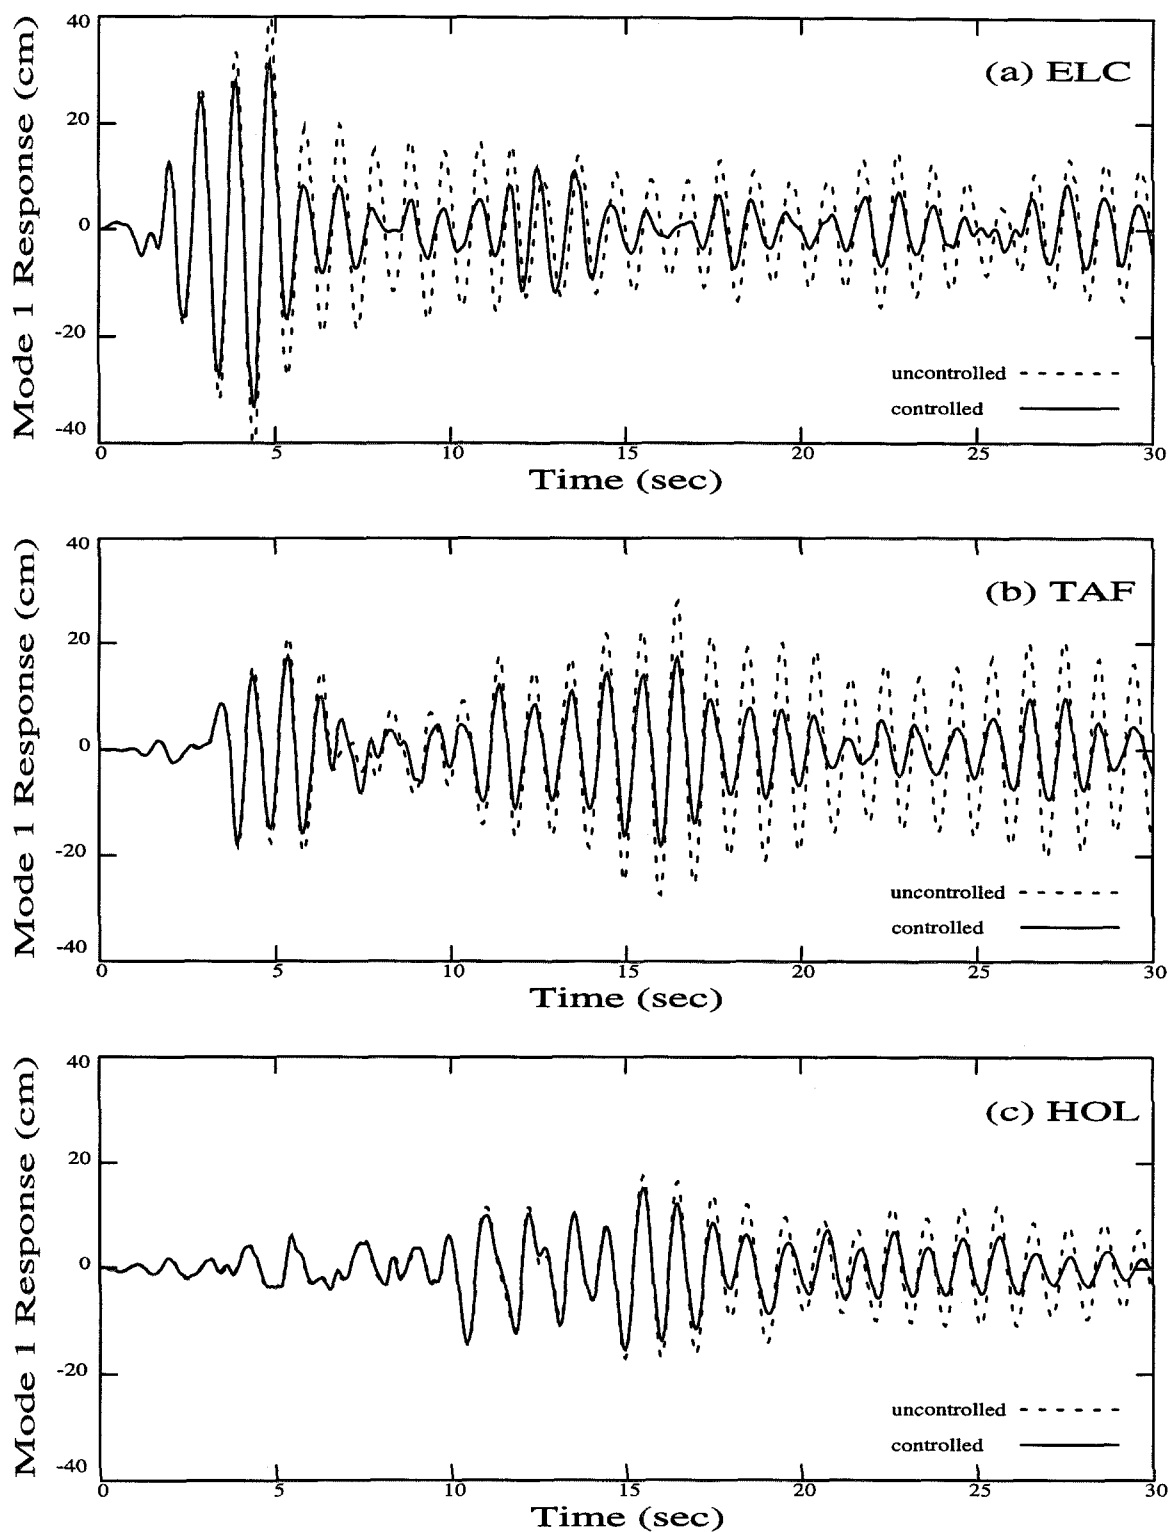 40
20
0
-20
-40
Mode 1 Response (cm)
(a) ELC
uncontrolled
controlled
0 5 10 15 20 25 30
Time (sec)
40
20
0
-20
-40
Mode 1 Response (cm)
(b) TAF
uncontrolled
controlled
0 5 10 15 20 25 30
Time (sec)
40
20
0
-20
-40
Mode 1 Response (cm)
(c) HOL
uncontrolled
controlled
0 5 10 15 20 25 30
Time (sec)